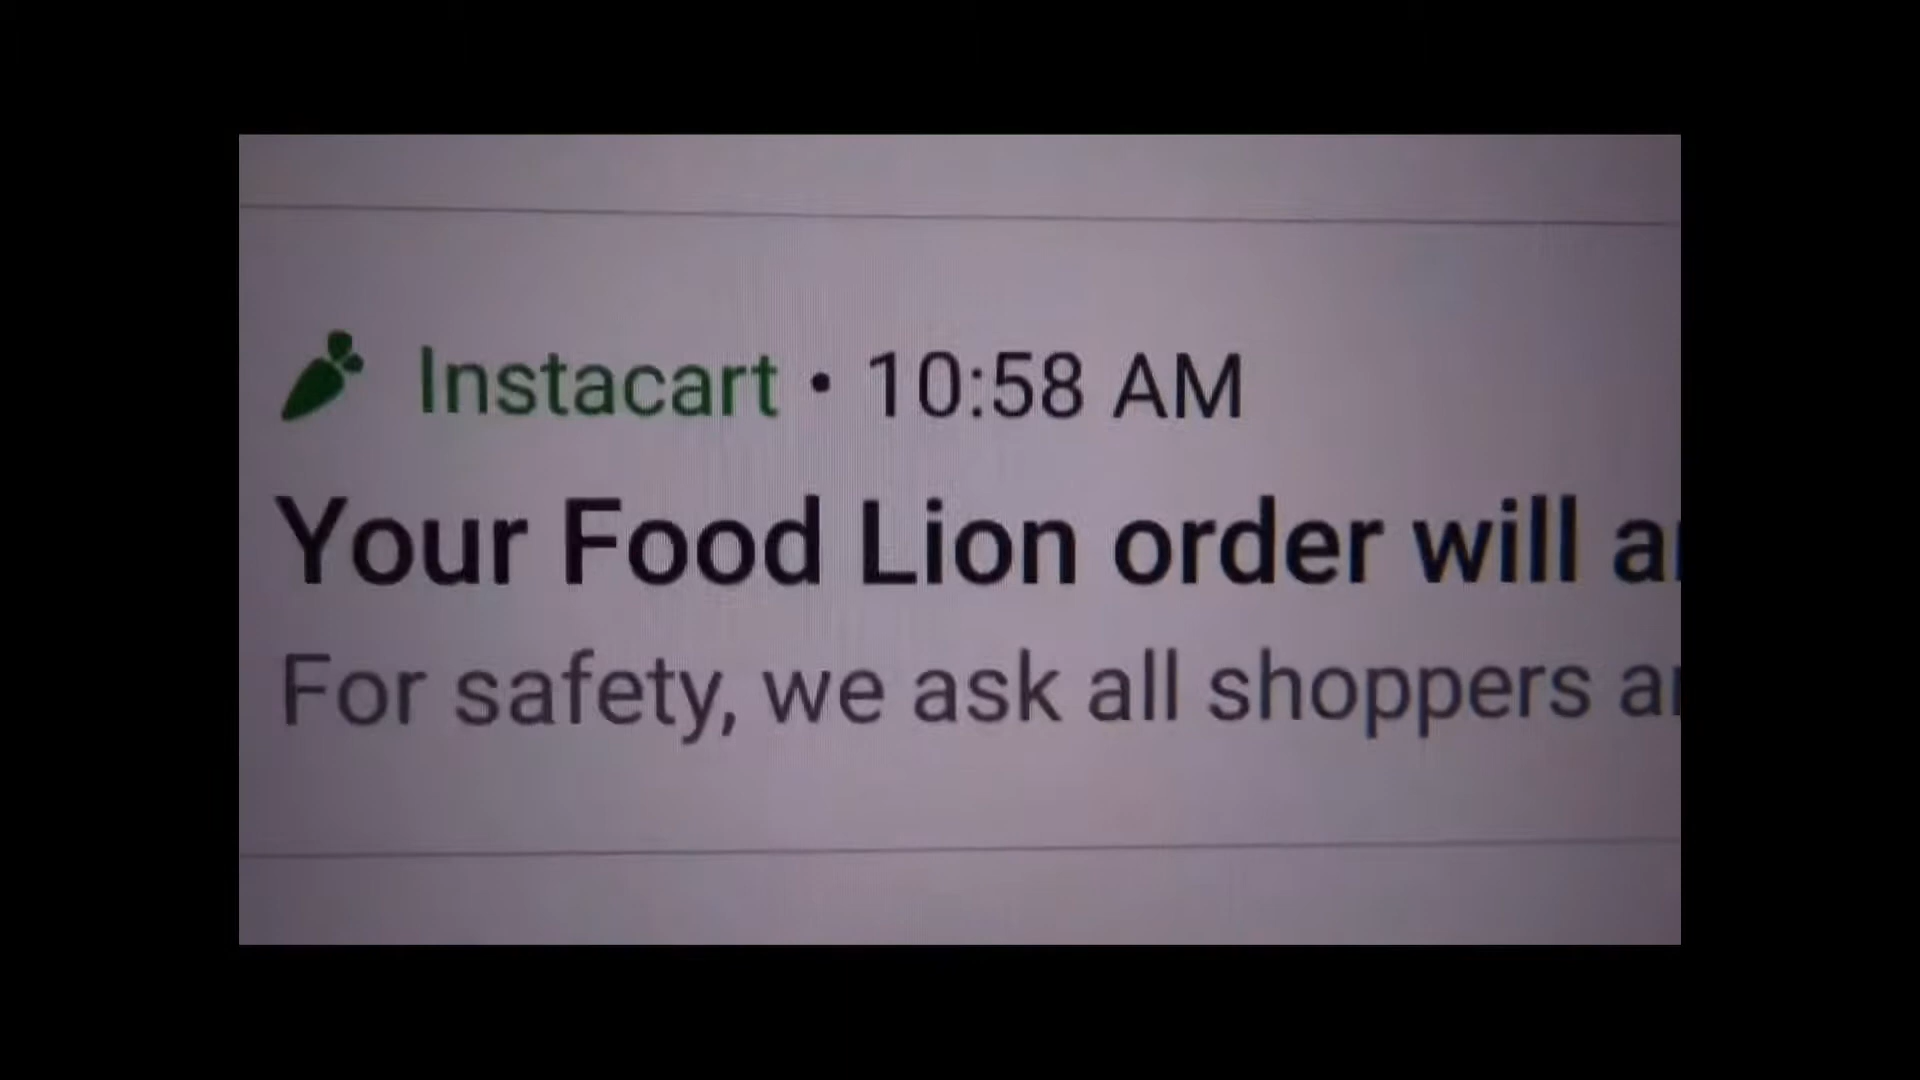 Instacart • 10:58 AM
Your Food Lion order will
For safety, we ask all shoppers